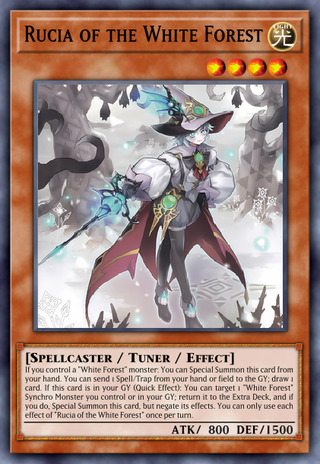 Rucia of the White Forest
LIGHT
光
[Spellcaster / Tuner / Effect]
If you control a "White Forest" monster: You can Special Summon this card from
your hand. You can send 1 Spell/Trap from your hand or field to the GY; draw 1
card. If this card is in your GY (Quick Effect): You can target 1 "White Forest"
Synchro Monster you control or in your GY; return it to the Extra Deck, and if
you do, Special Summon this card, but negate its effects. You can only use each
effect of "Rucia of the White Forest" once per turn.
ATK/ 800 DEF/1500